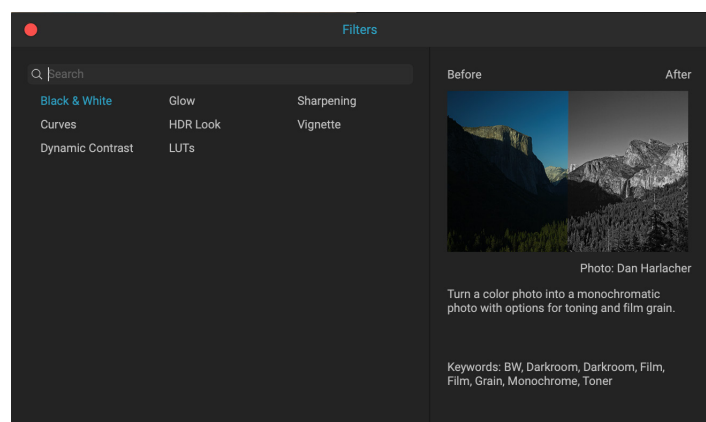 Filters
Search
Black & White
Glow
Sharpening
Curves
HDR Look
Vignette
Dynamic Contrast
LUTs
Before
After
Photo: Dan Harlacher
Turn a color photo into a monochromatic
photo with options for toning and film grain.
Keywords: BW, Darkroom, Darkroom, Film,
Film, Grain, Monochrome, Toner